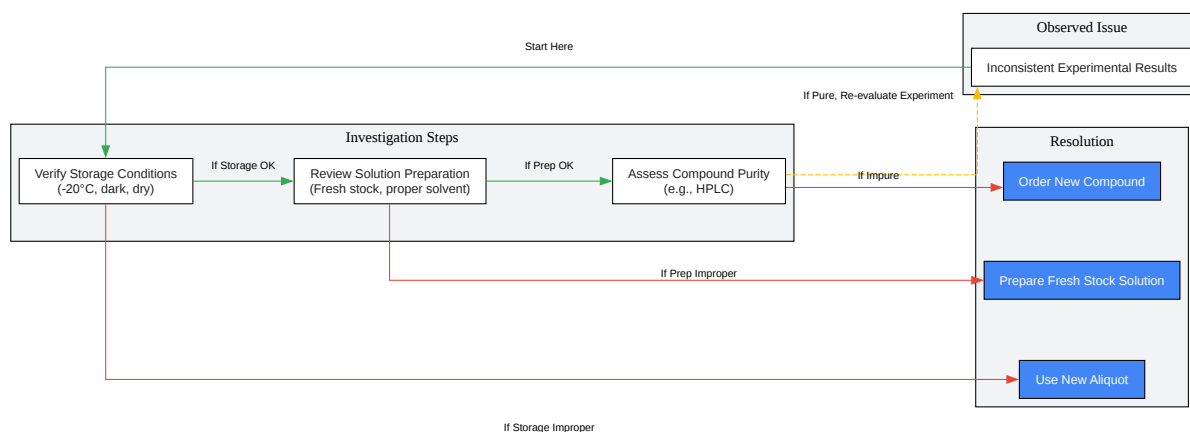 Observed Issue
Start Here
Inconsistent Experimental Results
If Pure, Re-evaluate Experiment
Investigation Steps
Resolution
Verify Storage Conditions
(-20°C, dark, dry)
If Storage OK
Review Solution Preparation
(Fresh stock, proper solvent)
If Prep OK
Assess Compound Purity
(e.g., HPLC)
If Impure
Order New Compound
If Prep Improper
Prepare Fresh Stock Solution
Use New Aliquot
If Storage Improper